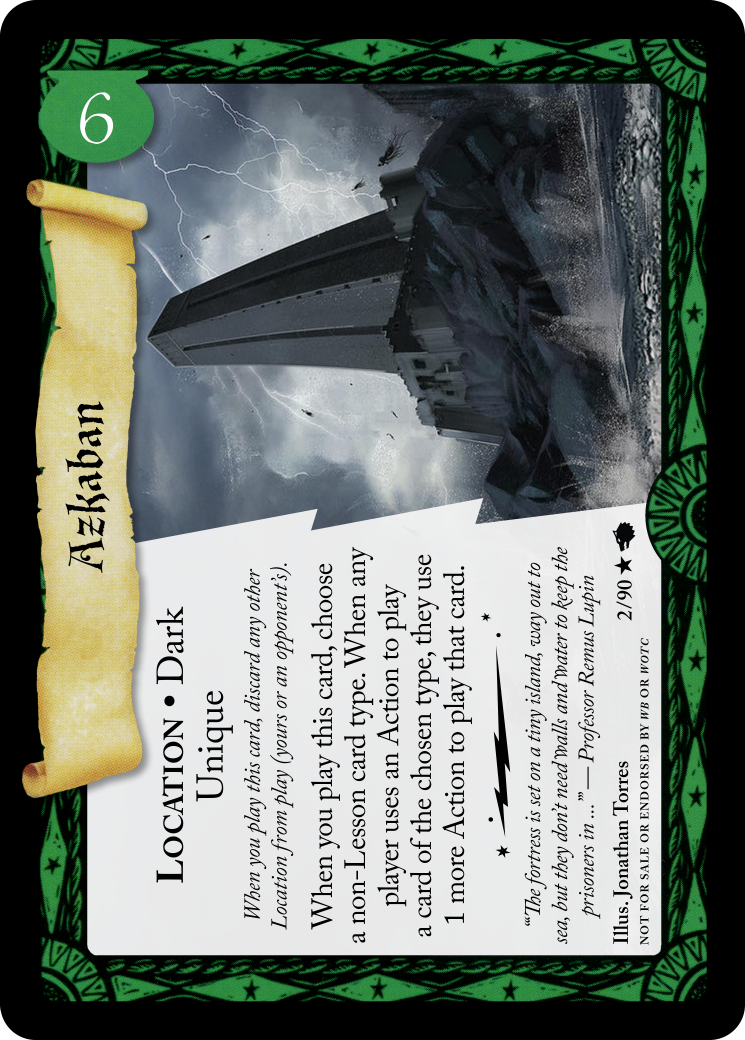 6
Azkaban
LOCATION • Dark
Unique
When you play this card, discard any other
Location from play (yours or an opponent's).
When you play this card, choose
a non-Lesson card type. When any
player uses an Action to play
a card of the chosen type, they use
1 more Action to play that card.
“‘The fortress is set on a tiny island, way out to
sea, but they don’t need walls and water to keep the
prisoners in ...’” — Professor Remus Lupin
Illus. Jonathan Torres 2/90 ★
NOT FOR SALE OR ENDORSED BY WB OR WOTC